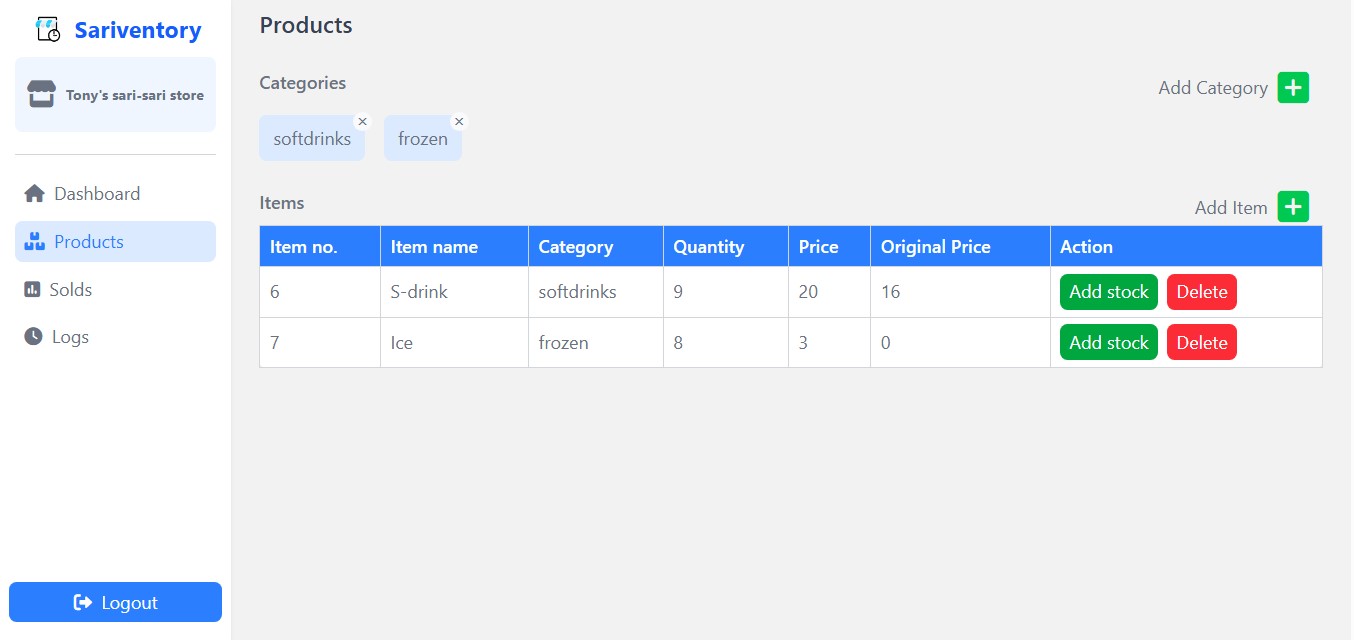 Sariventory
Tony's sari-sari store
Dashboard
Products
Solds
Logs
Logout
Products
Categories
Add Category
softdrinks × frozen ×
Items
Add Item
Item no. Item name Category Quantity Price Original Price Action
6 S-drink softdrinks 9 20 16 Add stock Delete
7 Ice frozen 8 3 0 Add stock Delete